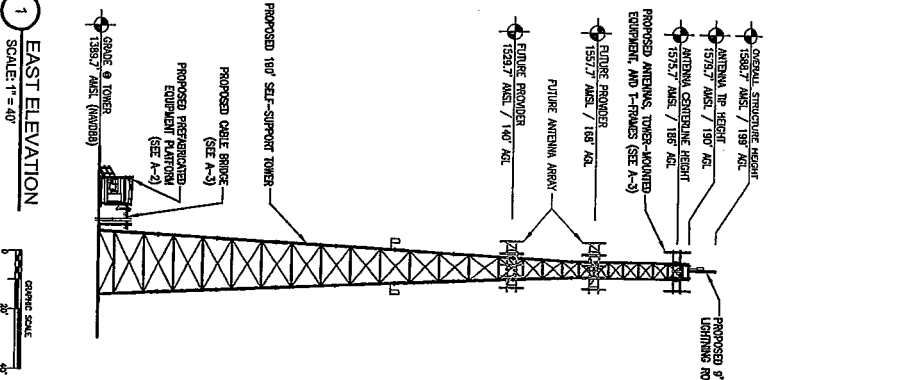 OVERALL STRUCTURE HEIGHT
1588.7' AMSL / 199' AGL
ANTENNA TIP HEIGHT
1579.7' AMSL / 190' AGL
ANTENNA CENTERLINE HEIGHT
1575.7' AMSL / 186' AGL
PROPOSED ANTENNAS, TOWER-MOUNTED
EQUIPMENT, AND T-FRAMES (SEE A-3)
PROPOSED 9'
LIGHTNING RO
FUTURE PROVIDER
1557.7' AMSL / 168' AGL
FUTURE ANTENNA ARRAY
FUTURE PROVIDER
1529.7' AMSL / 140' AGL
PROPOSED 190' SELF-SUPPORT TOWER
PROPOSED CABLE BRIDGE
(SEE A-3)
PROPOSED PREFABRICATED
EQUIPMENT PLATFORM
(SEE A-2)
GRADE @ TOWER
1389.7' AMSL (NAVD88)
1
EAST ELEVATION
SCALE: 1" = 40'
GRAPHIC SCALE
0
20'
40'